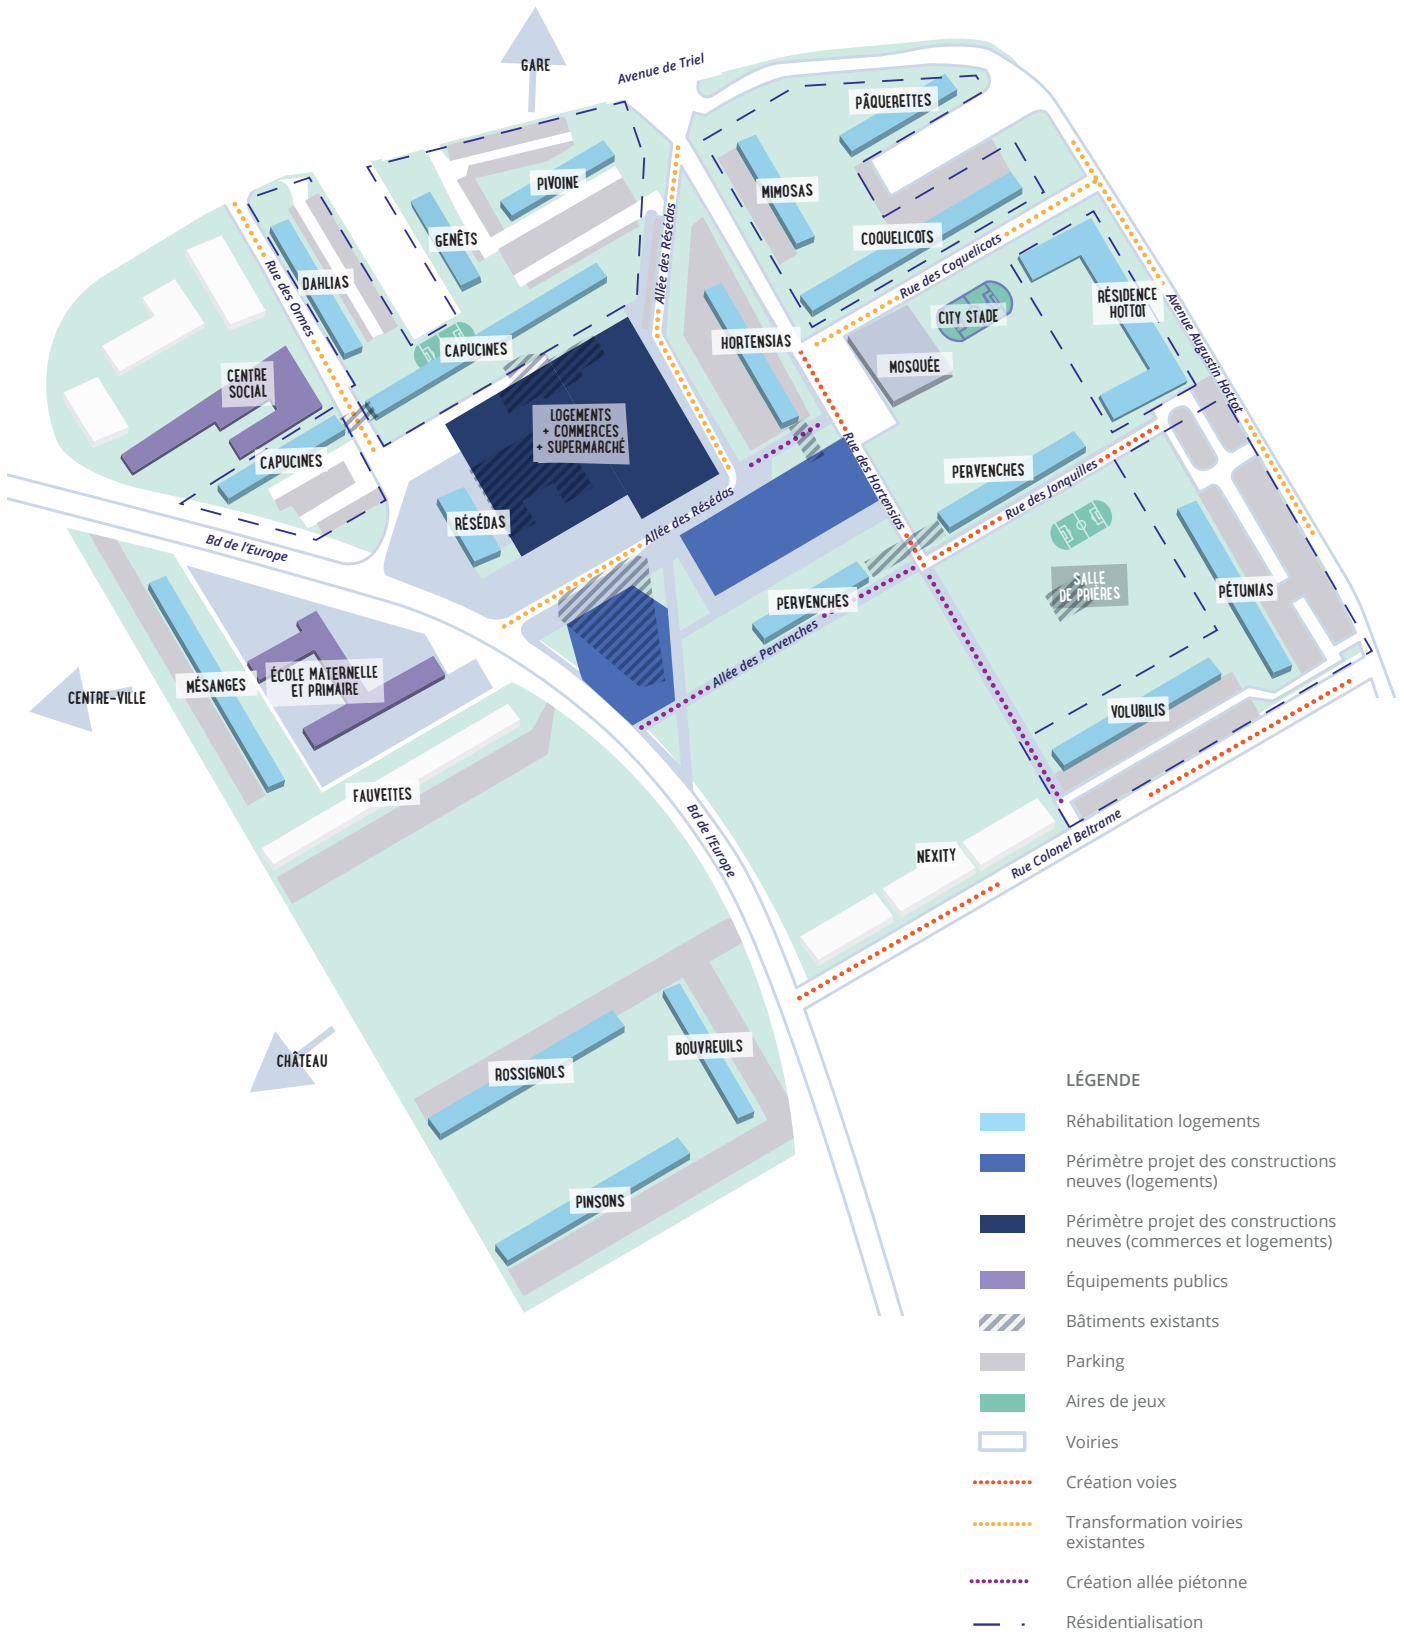 GARE
Avenue de Triel
PÂQUERETTES
PIVOINE
MIMOSAS
GENÊTS
COQUELICOTS
Allée des Résédas
Rue des Coquelicots
DAHLIAS
Rue des Ormes
RÉSIDENCE
HOTTOT
CITY STADE
HORTENSIAS
CAPUCINES
Avenue Augustin Hottot
MOSQUÉE
CENTRE
SOCIAL
LOGEMENTS
+ COMMERCES
+ SUPERMARCHÉ
CAPUCINES
PERVENCHES
Rue des Hortensias
Rue des Jonquilles
RÉSÉDAS
Allée des Résédas
Bd de l'Europe
SALLE
DE PRIÈRES
PÉTUNIAS
PERVENCHES
Allée des Pervenches
ÉCOLE MATERNELLE
ET PRIMAIRE
MÉSANGES
CENTRE-VILLE
VOLUBILIS
FAUVETTES
Bd de l'Europe
NEXITY
Rue Colonel Beltrame
CHÂTEAU
BOUVREUILS
ROSSIGNOLS
PINSONS
LÉGENDE
Réhabilitation logements
Périmètre projet des constructions
neuves (logements)
Périmètre projet des constructions
neuves (commerces et logements)
Équipements publics
Bâtiments existants
Parking
Aires de jeux
Voiries
Création voies
Transformation voiries
existantes
Création allée piétonne
Résidentialisation